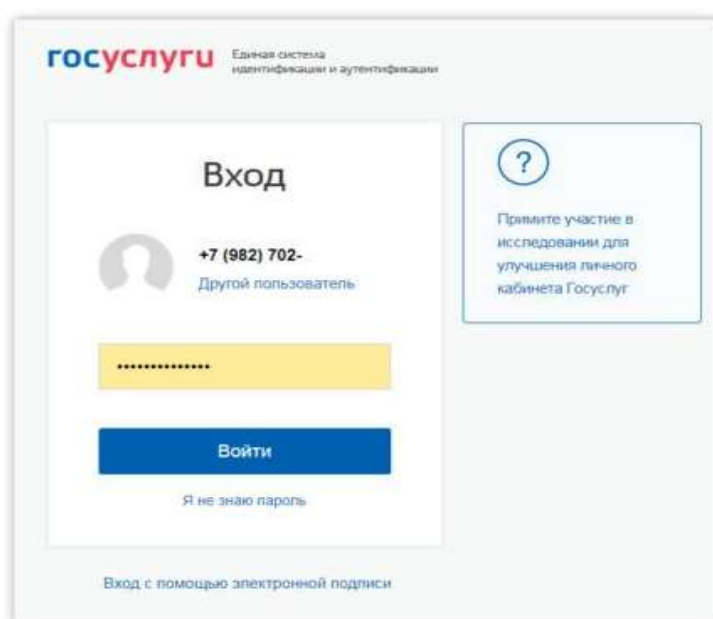 госуслуги
Единая система
идентификации и аутентификации
Вход
+7 (982) 702-
Другой пользователь
••••••••••••••
Войти
Я не знаю пароль
Вход с помощью электронной подписи
?
Примите участие в
исследовании для
улучшения личного
кабинета Госуслуг